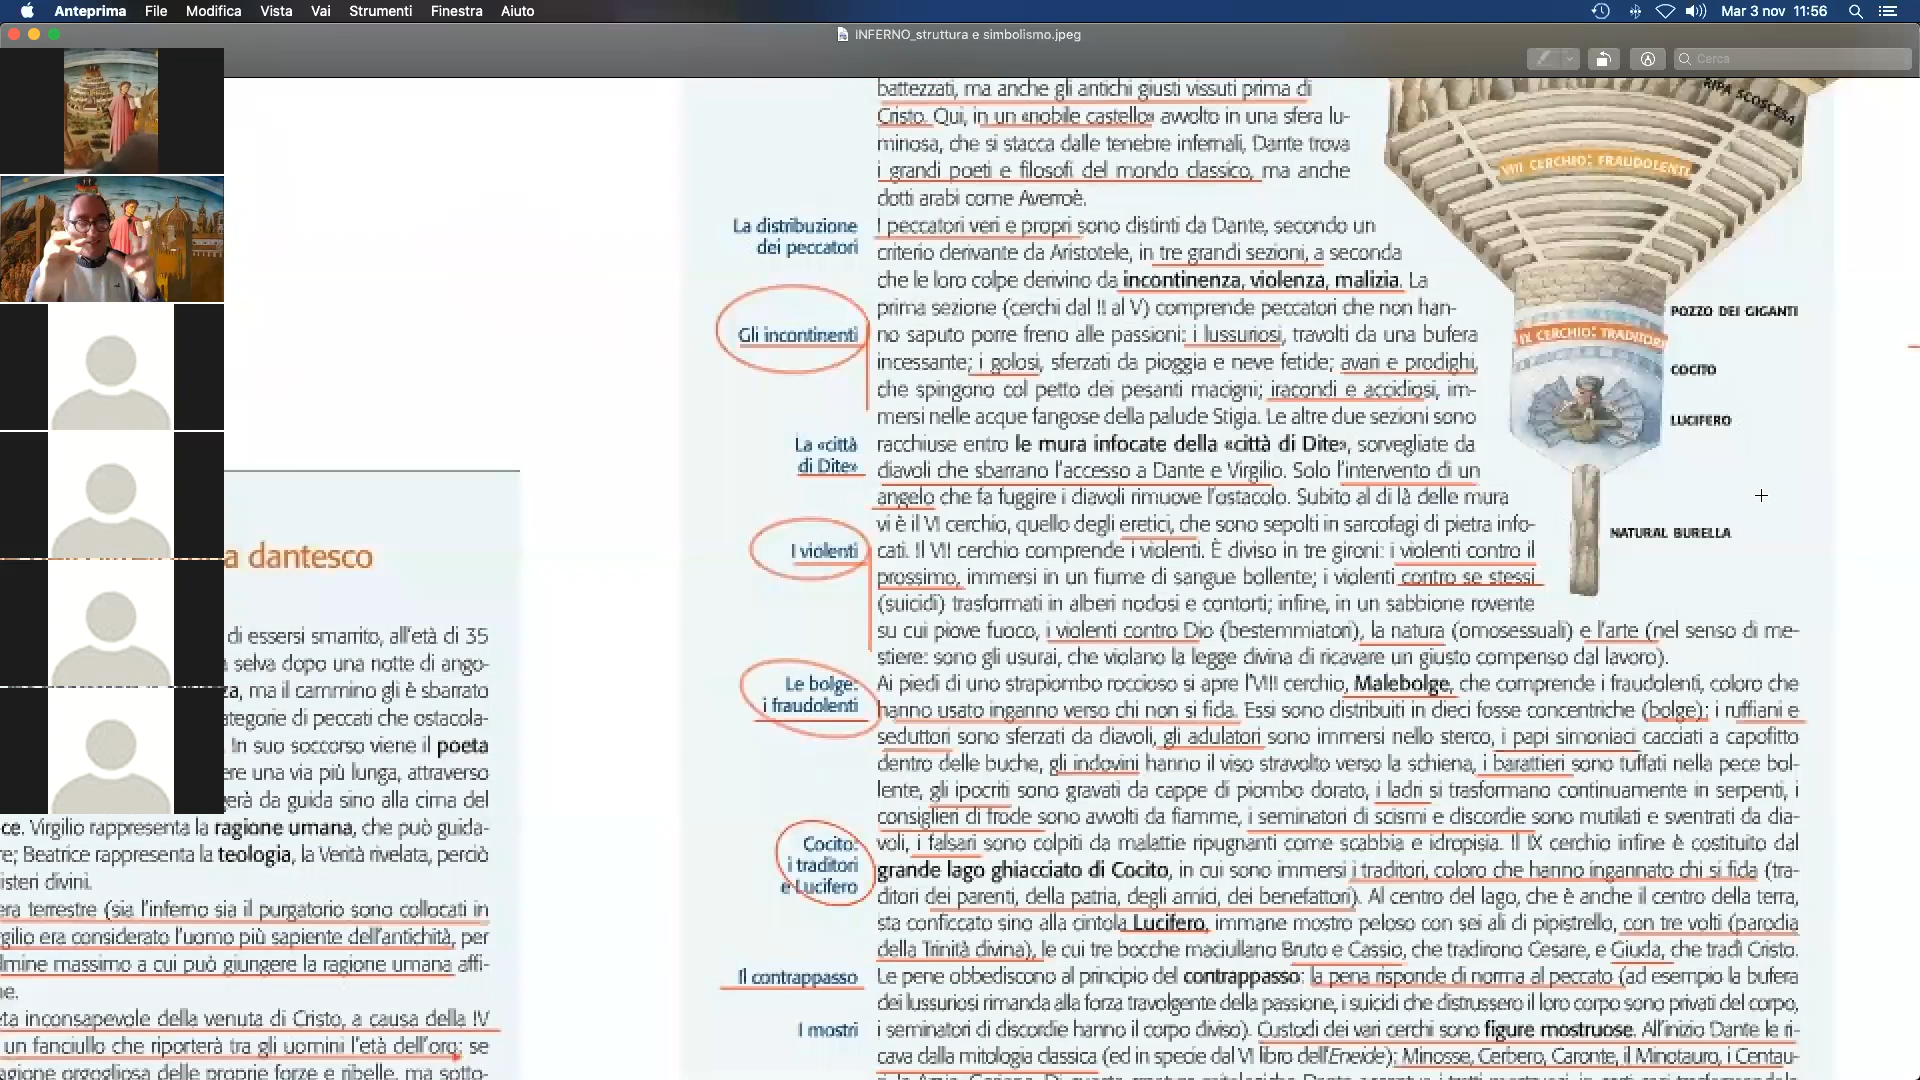 Anteprima File Modifica Vista Vai Strumenti Finestra Aiuto
Mar 3 nov 11:56
INFERNO_struttura e simbolismo.jpeg
Cerca
a dantesco
di essersi smarrito, all'età di 35
selva dopo una notte di ango-
za, ma il cammino gli è sbarrato
ategorie di peccati che ostacola-
In suo soccorso viene il poeta
ere una via più lunga, attraverso
gerà da guida sino alla cima del
ce. Virgilio rappresenta la ragione umana, che può guida-
re; Beatrice rappresenta la teologia, la Verità rivelata, perciò
isteri divini.
era terrestre (sia l'inferno sia il purgatorio sono collocati in
rgilio era considerato l'uomo più sapiente dell'antichità, per
lmine massimo a cui può giungere la ragione umana affi-
ne.
eta inconsapevole della venuta di Cristo, a causa della IV
un fanciullo che riporterà tra gli uomini l'età dell'oro; se
agione orgogliosa delle proprie forze e ribelle, ma sotto-
battezzati, ma anche gli antichi giusti vissuti prima di
Cristo. Qui, in un «nobile castello» avvolto in una sfera lu-
minosa, che si stacca dalle tenebre infernali, Dante trova
i grandi poeti e filosofi del mondo classico, ma anche
dotti arabi come Averroè.
La distribuzione
dei peccatori
I peccatori veri e propri sono distinti da Dante, secondo un
criterio derivante da Aristotele, in tre grandi sezioni, a seconda
che le loro colpe derivino da incontinenza, violenza, malizia. La
prima sezione (cerchi dal II al V) comprende peccatori che non han-
Gli incontinenti
no saputo porre freno alle passioni: i lussuriosi, travolti da una bufera
incessante; i golosi, sferzati da pioggia e neve fetide; avari e prodighi,
che spingono col petto dei pesanti macigni; iracondi e accidiosi, im-
mersi nelle acque fangose della palude Stigia. Le altre due sezioni sono
La «città
di Dite»
racchiuse entro le mura infocate della «città di Dite», sorvegliate da
diavoli che sbarrano l'accesso a Dante e Virgilio. Solo l'intervento di un
angelo che fa fuggire i diavoli rimuove l'ostacolo. Subito al di là delle mura
vi è il VI cerchio, quello degli eretici, che sono sepolti in sarcofagi di pietra info-
I violenti
cati. Il VII cerchio comprende i violenti. È diviso in tre gironi: i violenti contro il
prossimo, immersi in un fiume di sangue bollente; i violenti contro se stessi
(suicidi) trasformati in alberi nodosi e contorti; infine, in un sabbione rovente
su cui piove fuoco, i violenti contro Dio (bestemmiatori), la natura (omosessuali) e l'arte (nel senso di me-
stiere: sono gli usurai, che violano la legge divina di ricavare un giusto compenso dal lavoro).
Le bolge:
i fraudolenti
Ai piedi di uno strapiombo roccioso si apre l'VIII cerchio, Malebolge, che comprende i fraudolenti, coloro che
hanno usato inganno verso chi non si fida. Essi sono distribuiti in dieci fosse concentriche (bolge): i ruffiani e
seduttori sono sferzati da diavoli, gli adulatori sono immersi nello sterco, i papi simoniaci cacciati a capofitto
dentro delle buche, gli indovini hanno il viso stravolto verso la schiena, i barattieri sono tuffati nella pece bol-
lente, gli ipocriti sono gravati da cappe di piombo dorato, i ladri si trasformano continuamente in serpenti, i
consiglieri di frode sono avvolti da fiamme, i seminatori di scismi e discordie sono mutilati e sventrati da dia-
Cocito:
i traditori
e Lucifero
voli, i falsari sono colpiti da malattie ripugnanti come scabbia e idropisia. Il IX cerchio infine è costituito dal
grande lago ghiacciato di Cocito, in cui sono immersi i traditori, coloro che hanno ingannato chi si fida (tra-
ditori dei parenti, della patria, degli amici, dei benefattori). Al centro del lago, che è anche il centro della terra,
sta conficcato sino alla cintola Lucifero, immane mostro peloso con sei ali di pipistrello, con tre volti (parodia
della Trinità divina), le cui tre bocche maciullano Bruto e Cassio, che tradirono Cesare, e Giuda, che tradì Cristo.
Il contrappasso
Le pene obbediscono al principio del contrappasso: la pena risponde di norma al peccato (ad esempio la bufera
dei lussuriosi rimanda alla forza travolgente della passione, i suicidi che distrussero il loro corpo sono privati del corpo,
I mostri
i seminatori di discordie hanno il corpo diviso). Custodi dei vari cerchi sono figure mostruose. All'inizio Dante le ri-
cava dalla mitologia classica (ed in specie dal VI libro dell'Eneide): Minosse, Cerbero, Caronte, il Minotauro, i Centau-
RIPA SCOSCESA
VIII CERCHIO: FRAUDOLENTI
POZZO DEI GIGANTI
IX CERCHIO: TRADITORI
COCITO
LUCIFERO
NATURAL BURELLA